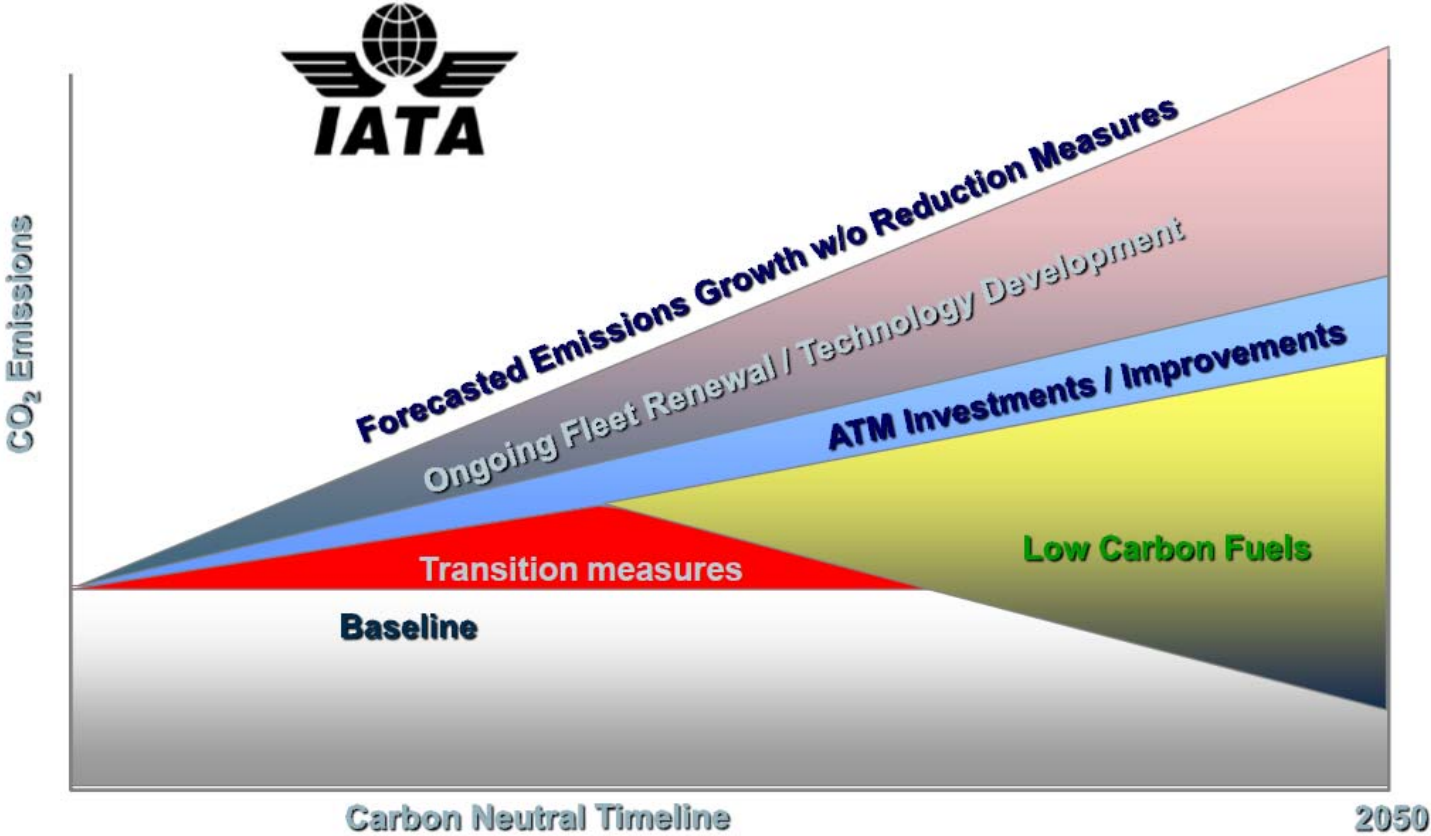 IATA
CO₂ Emissions
Forecasted Emissions Growth w/o Reduction Measures
Ongoing Fleet Renewal / Technology Development
ATM Investments / Improvements
Low Carbon Fuels
Transition measures
Baseline
Carbon Neutral Timeline
2050